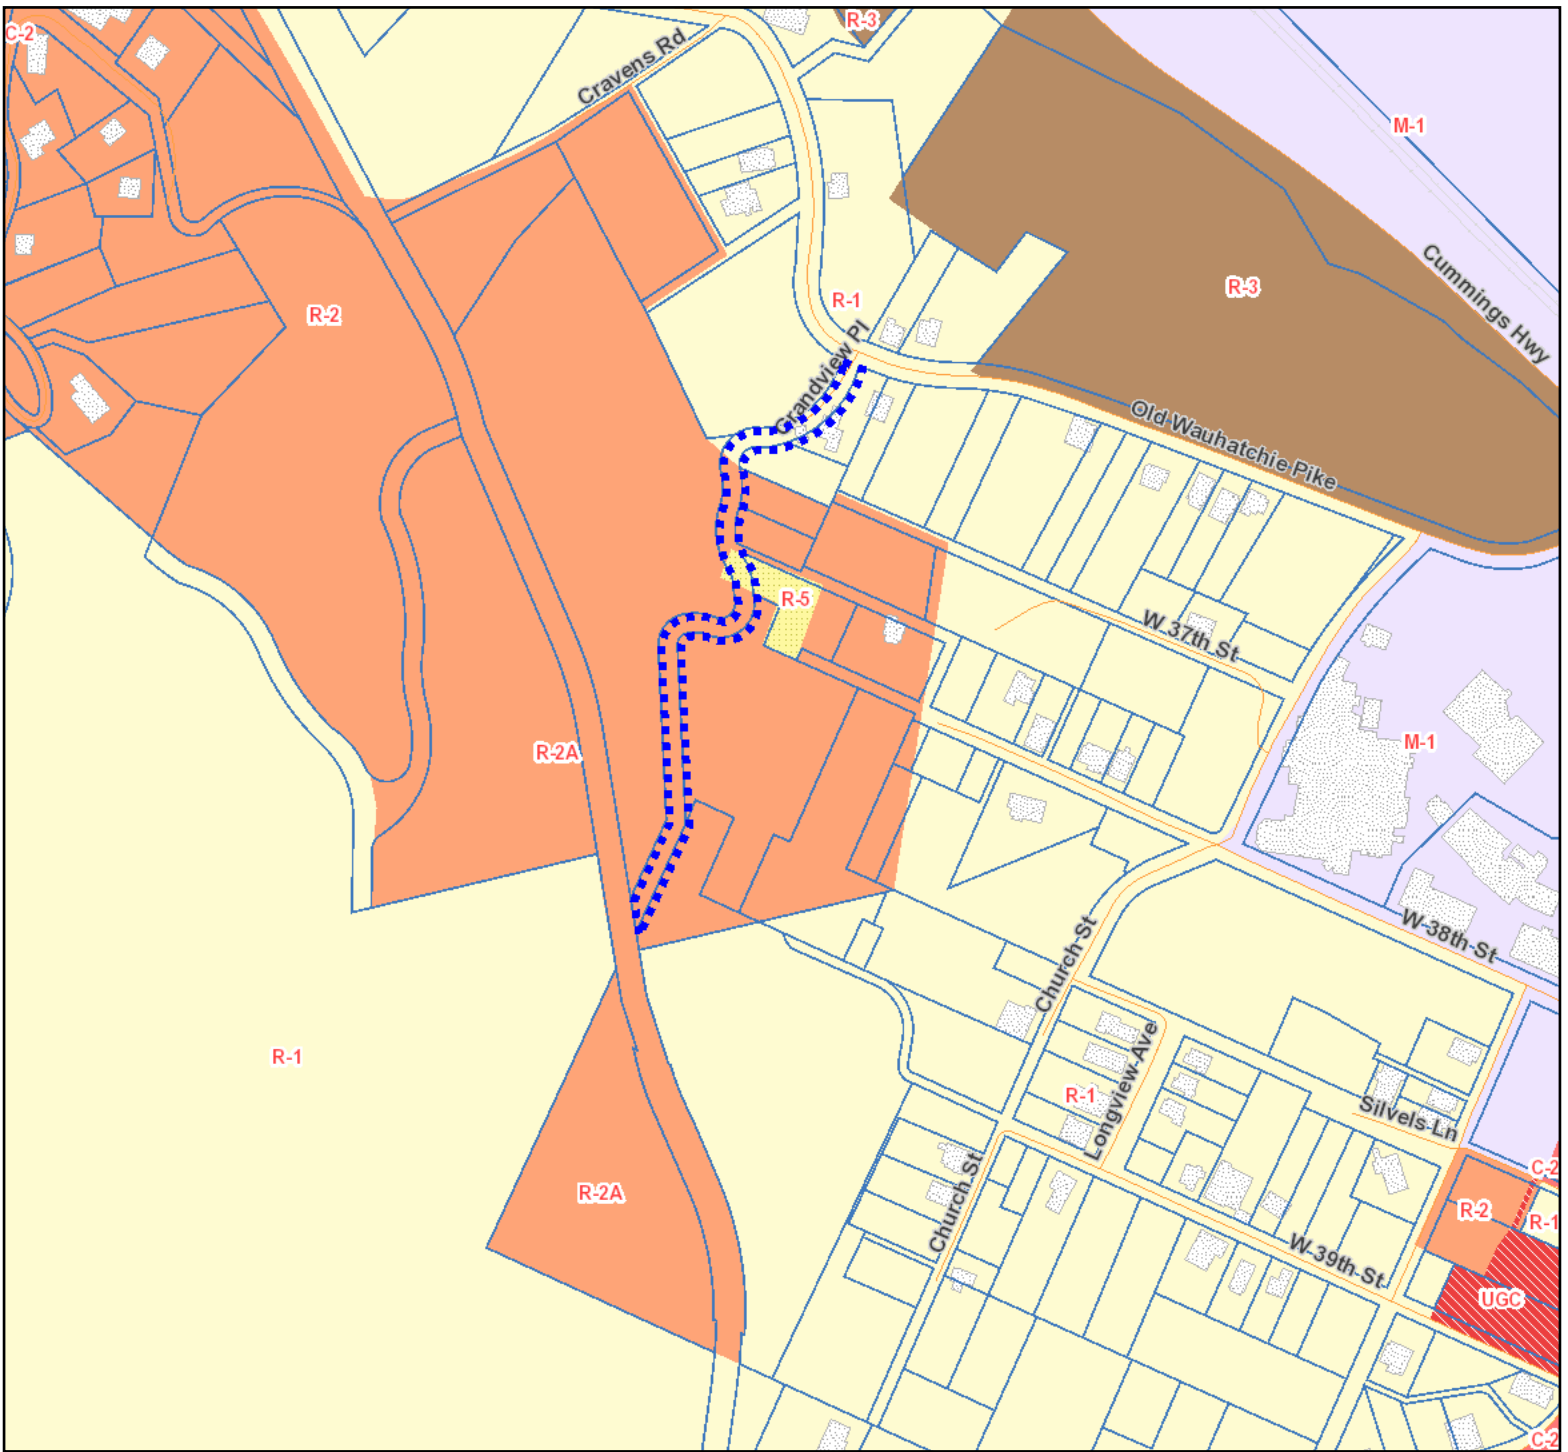 C-2
R-3
Cravens Rd
M-1
R-3
Cummings Hwy
R-1
R-2
Grandview Pl
Old Wauhatchie Pike
R-5
W 37th St
R-2A
M-1
W 38th St
Church St
R-1
Longview Ave
R-1
Silvels Ln
Church St
C-2
R-2A
R-2
R-1
W 39th St
UGC
C-2